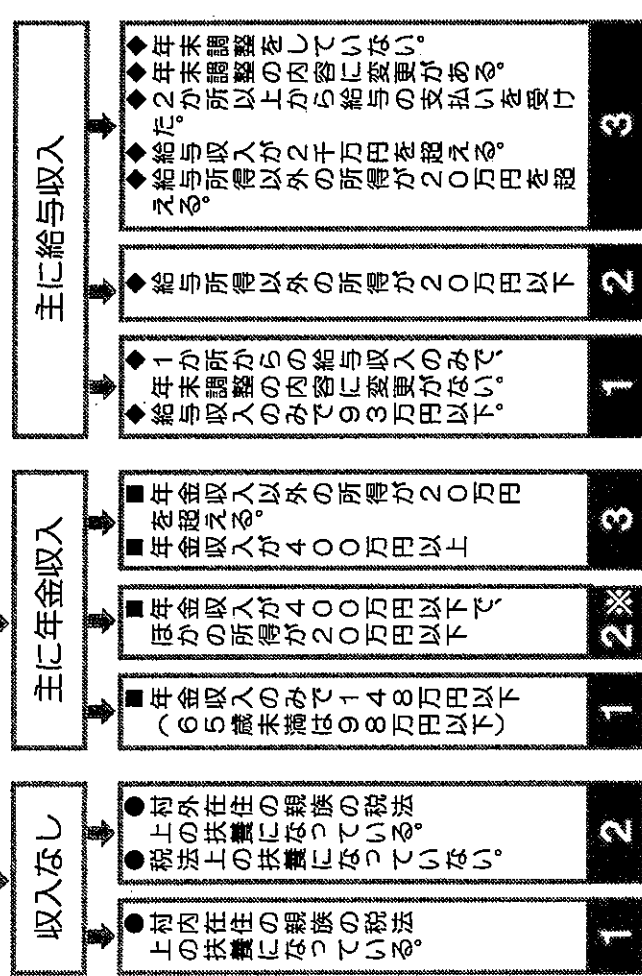 収入なし
●村内在住の親族の税法
上の扶養になっている。
1
●村外在住の親族の税法
上の扶養になっている。
●税法上の扶養になっていない。
2
主に年金収入
■年金収入のみで148万円以下
(65歳未満は98万円以下)
1
■年金収入が400万円以下で、
ほかの所得が20万円以下
2※
■年金収入以外の所得が20万円
を超える。
■年金収入が400万円以上
3
主に給与収入
◆1か所からの給与収入のみで、
年末調整の内容に変更がない。
◆給与収入のみで93万円以下。
1
◆給与所得以外の所得が20万円以下
2
◆年末調整をしていない。
◆年末調整の内容に変更がある。
◆2か所以上から給与の支払いを受け
た。
◆給与収入が2千万円を超える。
◆給与所得以外の所得が20万円を超
える。
3